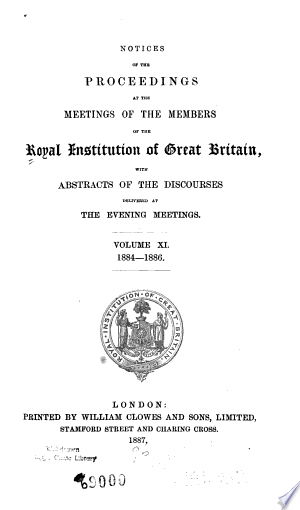 NOTICES
OF THE
PROCEEDINGS
AT THE
MEETINGS OF THE MEMBERS
OF THE
Royal Institution of Great Britain,
WITH
ABSTRACTS OF THE DISCOURSES
DELIVERED AT
THE EVENING MEETINGS.
VOLUME XI.
1884—1886.
ROYAL·INSTITUTION·OF·GREAT·BRITAIN
LONDON:
PRINTED BY WILLIAM CLOWES AND SONS, LIMITED,
STAMFORD STREET AND CHARING CROSS.
1887.
Library
69000